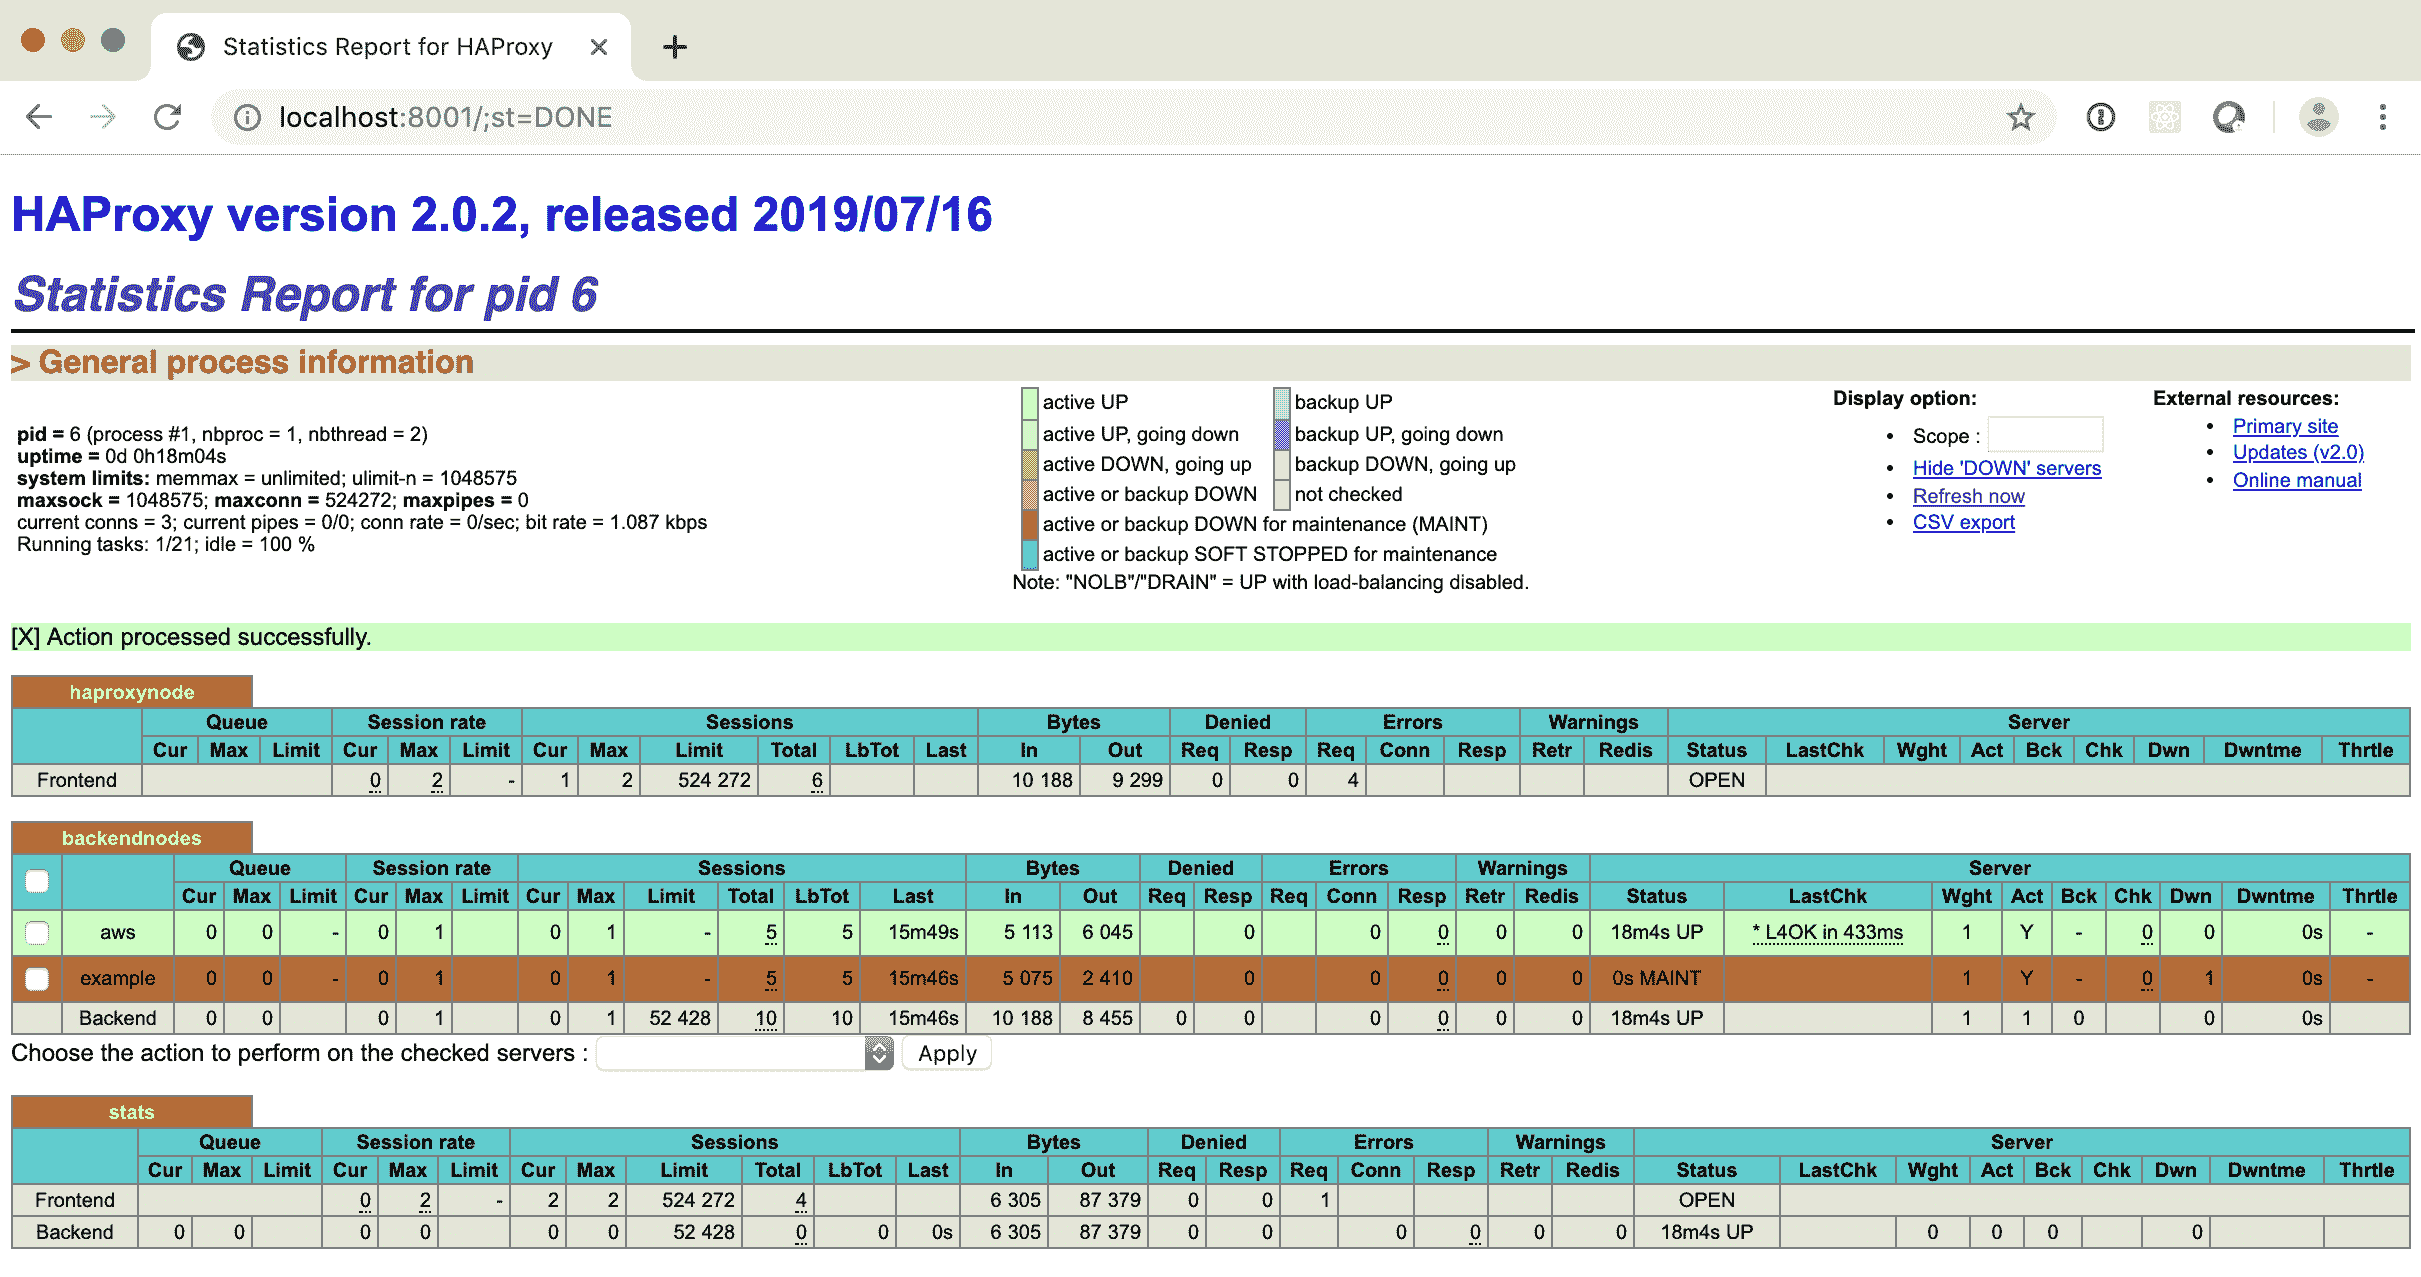 Statistics Report for HAProxy
localhost:8001/;st=DONE
HAProxy version 2.0.2, released 2019/07/16
Statistics Report for pid 6
> General process information
pid = 6 (process #1, nbproc = 1, nbthread = 2)
uptime = 0d 0h18m04s
system limits: memmax = unlimited; ulimit-n = 1048575
maxsock = 1048575; maxconn = 524272; maxpipes = 0
current conns = 3; current pipes = 0/0; conn rate = 0/sec; bit rate = 1.087 kbps
Running tasks: 1/21; idle = 100 %
active UP backup UP
active UP, going down backup UP, going down
active DOWN, going up backup DOWN, going up
active or backup DOWN not checked
active or backup DOWN for maintenance (MAINT)
active or backup SOFT STOPPED for maintenance
Note: "NOLB"/"DRAIN" = UP with load-balancing disabled.
Display option:
• Scope :
• Hide 'DOWN' servers
• Refresh now
• CSV export
External resources:
• Primary site
• Updates (v2.0)
• Online manual
[X] Action processed successfully.
haproxynode
Queue Session rate Sessions Bytes Denied Errors Warnings Server
Cur Max Limit Cur Max Limit Cur Max Limit Total LbTot Last In Out Req Resp Req Conn Resp Retr Redis Status LastChk Wght Act Bck Chk Dwn Dwntme Thrtle
Frontend 0 2 - 1 2 524 272 6 10 188 9 299 0 0 4 OPEN
backendnodes
Queue Session rate Sessions Bytes Denied Errors Warnings Server
Cur Max Limit Cur Max Limit Cur Max Limit Total LbTot Last In Out Req Resp Req Conn Resp Retr Redis Status LastChk Wght Act Bck Chk Dwn Dwntme Thrtle
aws 0 0 - 0 1 0 1 - 5 5 15m49s 5 113 6 045 0 0 0 0 0 18m4s UP * L4OK in 433ms 1 Y - 0 0 0s -
example 0 0 - 0 1 0 1 - 5 5 15m46s 5 075 2 410 0 0 0 0 0 0s MAINT 1 Y - 0 1 0s -
Backend 0 0 0 1 0 1 52 428 10 10 15m46s 10 188 8 455 0 0 0 0 0 0 18m4s UP 1 1 0 0 0s
Choose the action to perform on the checked servers : Apply
stats
Queue Session rate Sessions Bytes Denied Errors Warnings Server
Cur Max Limit Cur Max Limit Cur Max Limit Total LbTot Last In Out Req Resp Req Conn Resp Retr Redis Status LastChk Wght Act Bck Chk Dwn Dwntme Thrtle
Frontend 0 2 - 2 2 524 272 4 6 305 87 379 0 0 1 OPEN
Backend 0 0 0 0 0 0 52 428 0 0 0s 6 305 87 379 0 0 0 0 0 0 18m4s UP 0 0 0 0